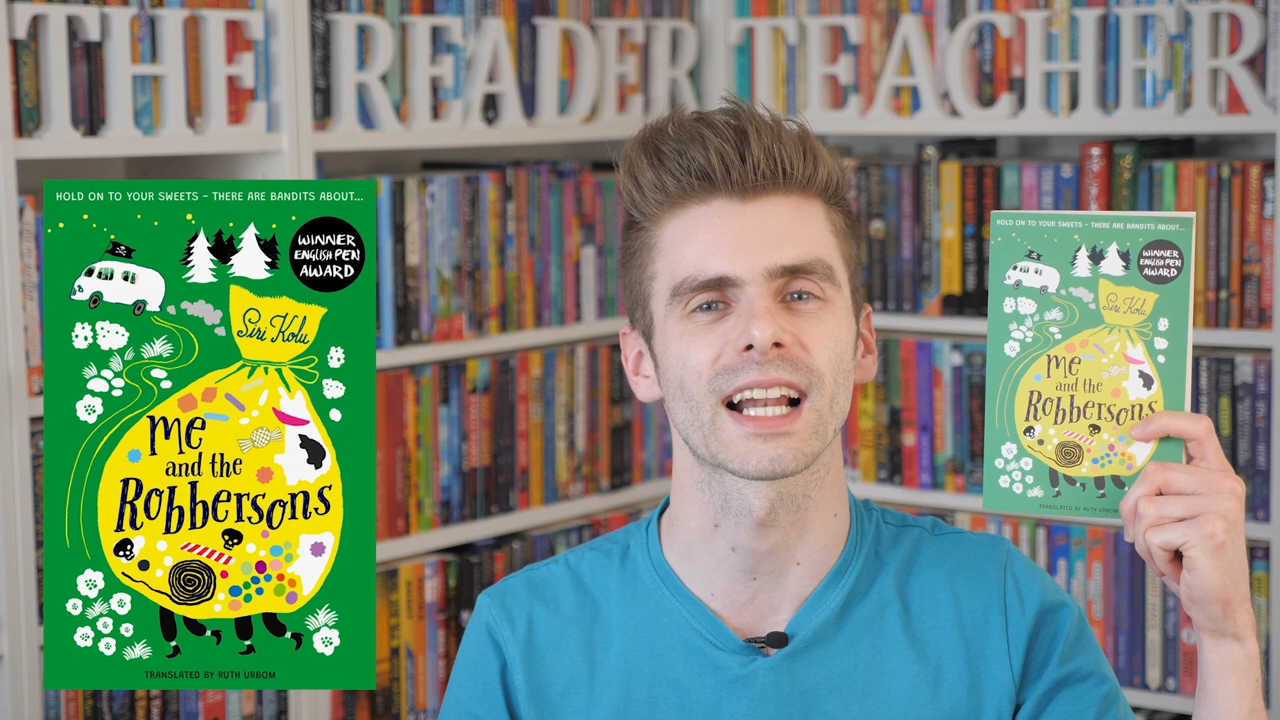 THE READER TEACHER
HOLD ON TO YOUR SWEETS – THERE ARE BANDITS ABOUT...
WINNER
ENGLISH PEN
AWARD
Siri Kolu
Me
and the
Robbersons
TRANSLATED BY RUTH URBOM
HOLD ON TO YOUR SWEETS – THERE ARE BANDITS ABOUT...
WINNER
ENGLISH PEN
AWARD
Siri Kolu
Me
and the
Robbersons
TRANSLATED BY RUTH URBOM